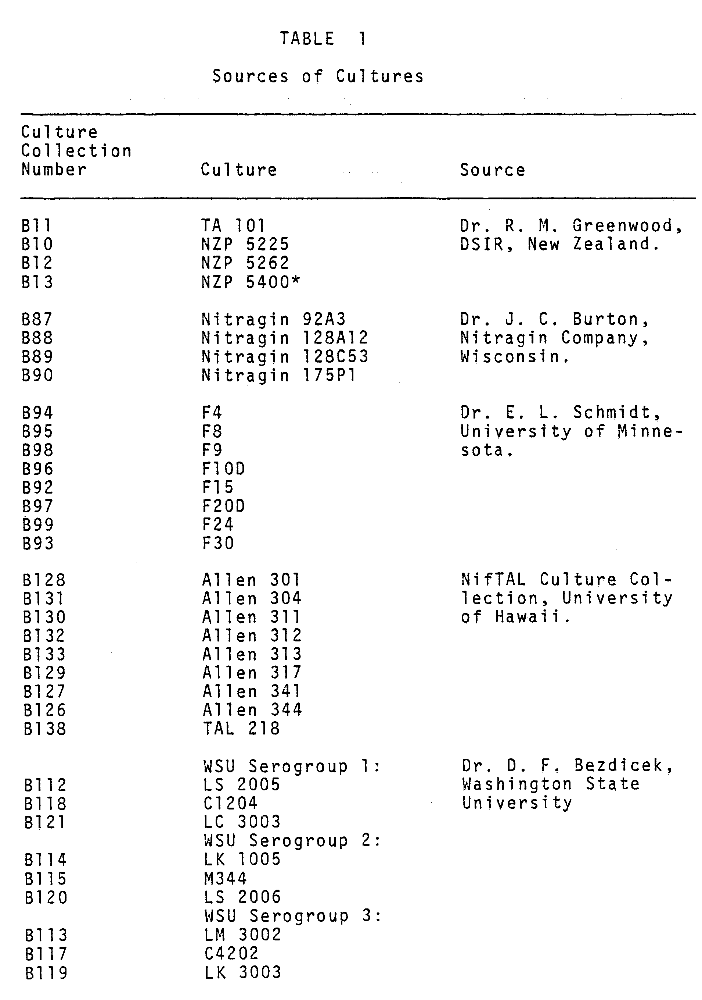 TABLE 1
Sources of Cultures
Culture
Collection
Number Culture Source
B11 TA 101 Dr. R. M. Greenwood,
B10 NZP 5225 DSIR, New Zealand.
B12 NZP 5262
B13 NZP 5400*
B87 Nitragin 92A3 Dr. J. C. Burton,
B88 Nitragin 128A12 Nitragin Company,
B89 Nitragin 128C53 Wisconsin.
B90 Nitragin 175P1
B94 F4 Dr. E. L. Schmidt,
B95 F8 University of Minne-
B98 F9 sota.
B96 F10D
B92 F15
B97 F20D
B99 F24
B93 F30
B128 Allen 301 NifTAL Culture Col-
B131 Allen 304 lection, University
B130 Allen 311 of Hawaii.
B132 Allen 312
B133 Allen 313
B129 Allen 317
B127 Allen 341
B126 Allen 344
B138 TAL 218
WSU Serogroup 1: Dr. D. F. Bezdicek,
B112 LS 2005 Washington State
B118 C1204 University
B121 LC 3003
WSU Serogroup 2:
B114 LK 1005
B115 M344
B120 LS 2006
WSU Serogroup 3:
B113 LM 3002
B117 C4202
B119 LK 3003